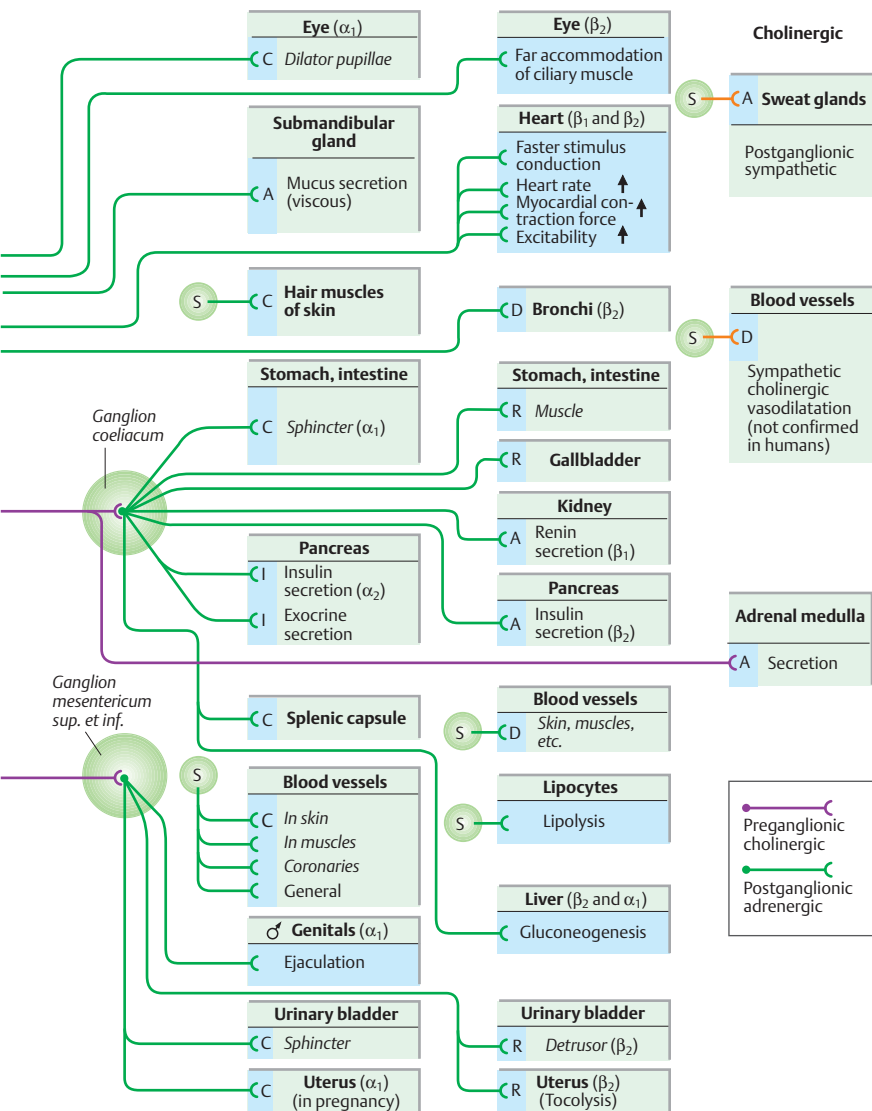 Eye (α₁)
C Dilator pupillae
Submandibular
gland
A Mucus secretion
(viscous)
S
C Hair muscles
of skin
Stomach, intestine
C Sphincter (α₁)
Ganglion
coeliacum
Pancreas
I Insulin
secretion (α₂)
I Exocrine
secretion
Ganglion
mesentericum
sup. et inf.
C Splenic capsule
S
Blood vessels
C In skin
In muscles
Coronaries
General
♂ Genitals (α₁)
Ejaculation
Urinary bladder
C Sphincter
C Uterus (α₁)
(in pregnancy)
Eye (β₂)
Far accommodation
of ciliary muscle
Heart (β₁ and β₂)
Faster stimulus
conduction
Heart rate
Myocardial con-
traction force
Excitability
D Bronchi (β₂)
Stomach, intestine
R Muscle
R Gallbladder
Kidney
A Renin
secretion (β₁)
Pancreas
A Insulin
secretion (β₂)
Blood vessels
S D Skin, muscles,
etc.
Lipocytes
S Lipolysis
Liver (β₂ and α₁)
Gluconeogenesis
Urinary bladder
R Detrusor (β₂)
R Uterus (β₂)
(Tocolysis)
Cholinergic
S A Sweat glands
Postganglionic
sympathetic
Blood vessels
S D
Sympathetic
cholinergic
vasodilatation
(not confirmed
in humans)
Adrenal medulla
A Secretion
Preganglionic
cholinergic
Postganglionic
adrenergic